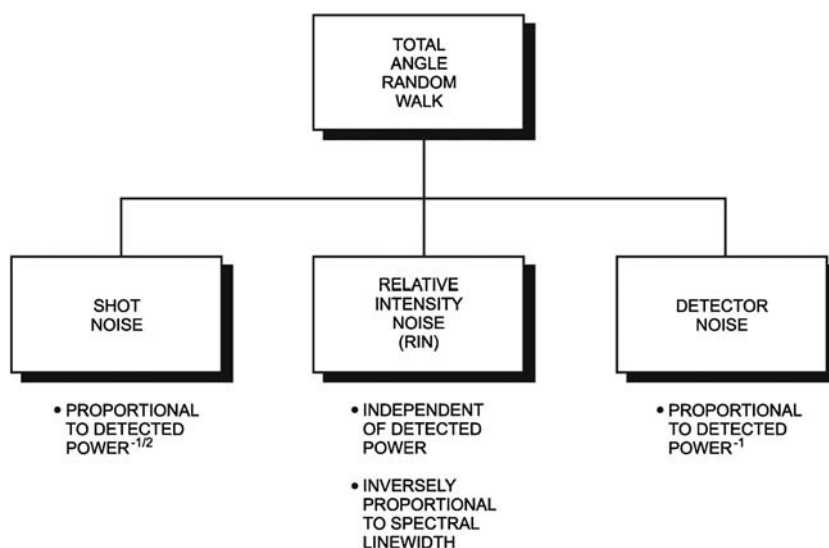 TOTAL
ANGLE
RANDOM
WALK
SHOT
NOISE
RELATIVE
INTENSITY
NOISE
(RIN)
DETECTOR
NOISE
• PROPORTIONAL
TO DETECTED
POWER-1/2
• INDEPENDENT
OF DETECTED
POWER
• INVERSELY
PROPORTIONAL
TO SPECTRAL
LINEWIDTH
• PROPORTIONAL
TO DETECTED
POWER-1